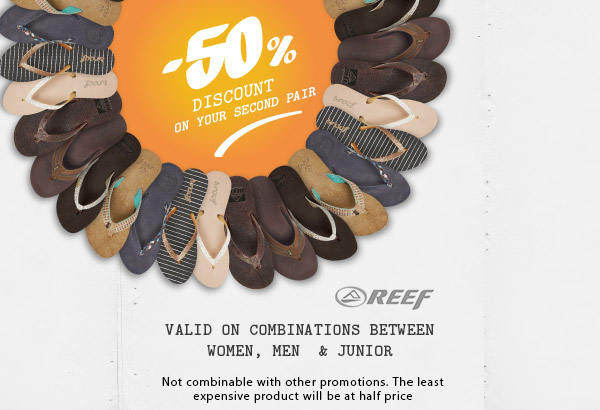 -50%
DISCOUNT
ON YOUR SECOND PAIR
REEF
VALID ON COMBINATIONS BETWEEN
WOMEN, MEN & JUNIOR
Not combinable with other promotions. The least
expensive product will be at half price